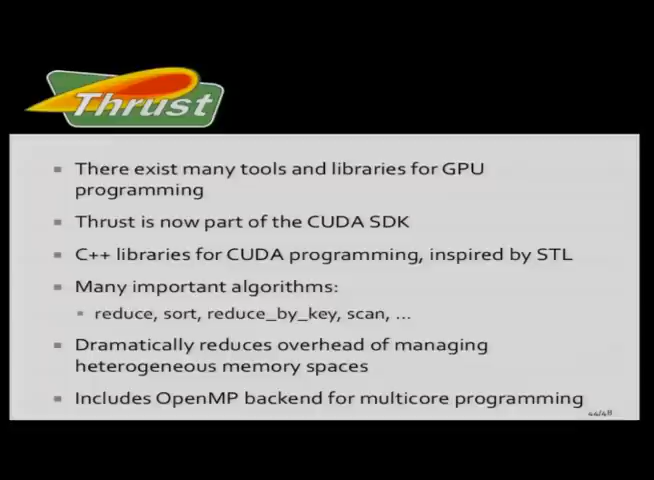 Thrust
There exist many tools and libraries for GPU
programming
Thrust is now part of the CUDA SDK
C++ libraries for CUDA programming, inspired by STL
Many important algorithms:
reduce, sort, reduce_by_key, scan, ...
Dramatically reduces overhead of managing
heterogeneous memory spaces
Includes OpenMP backend for multicore programming